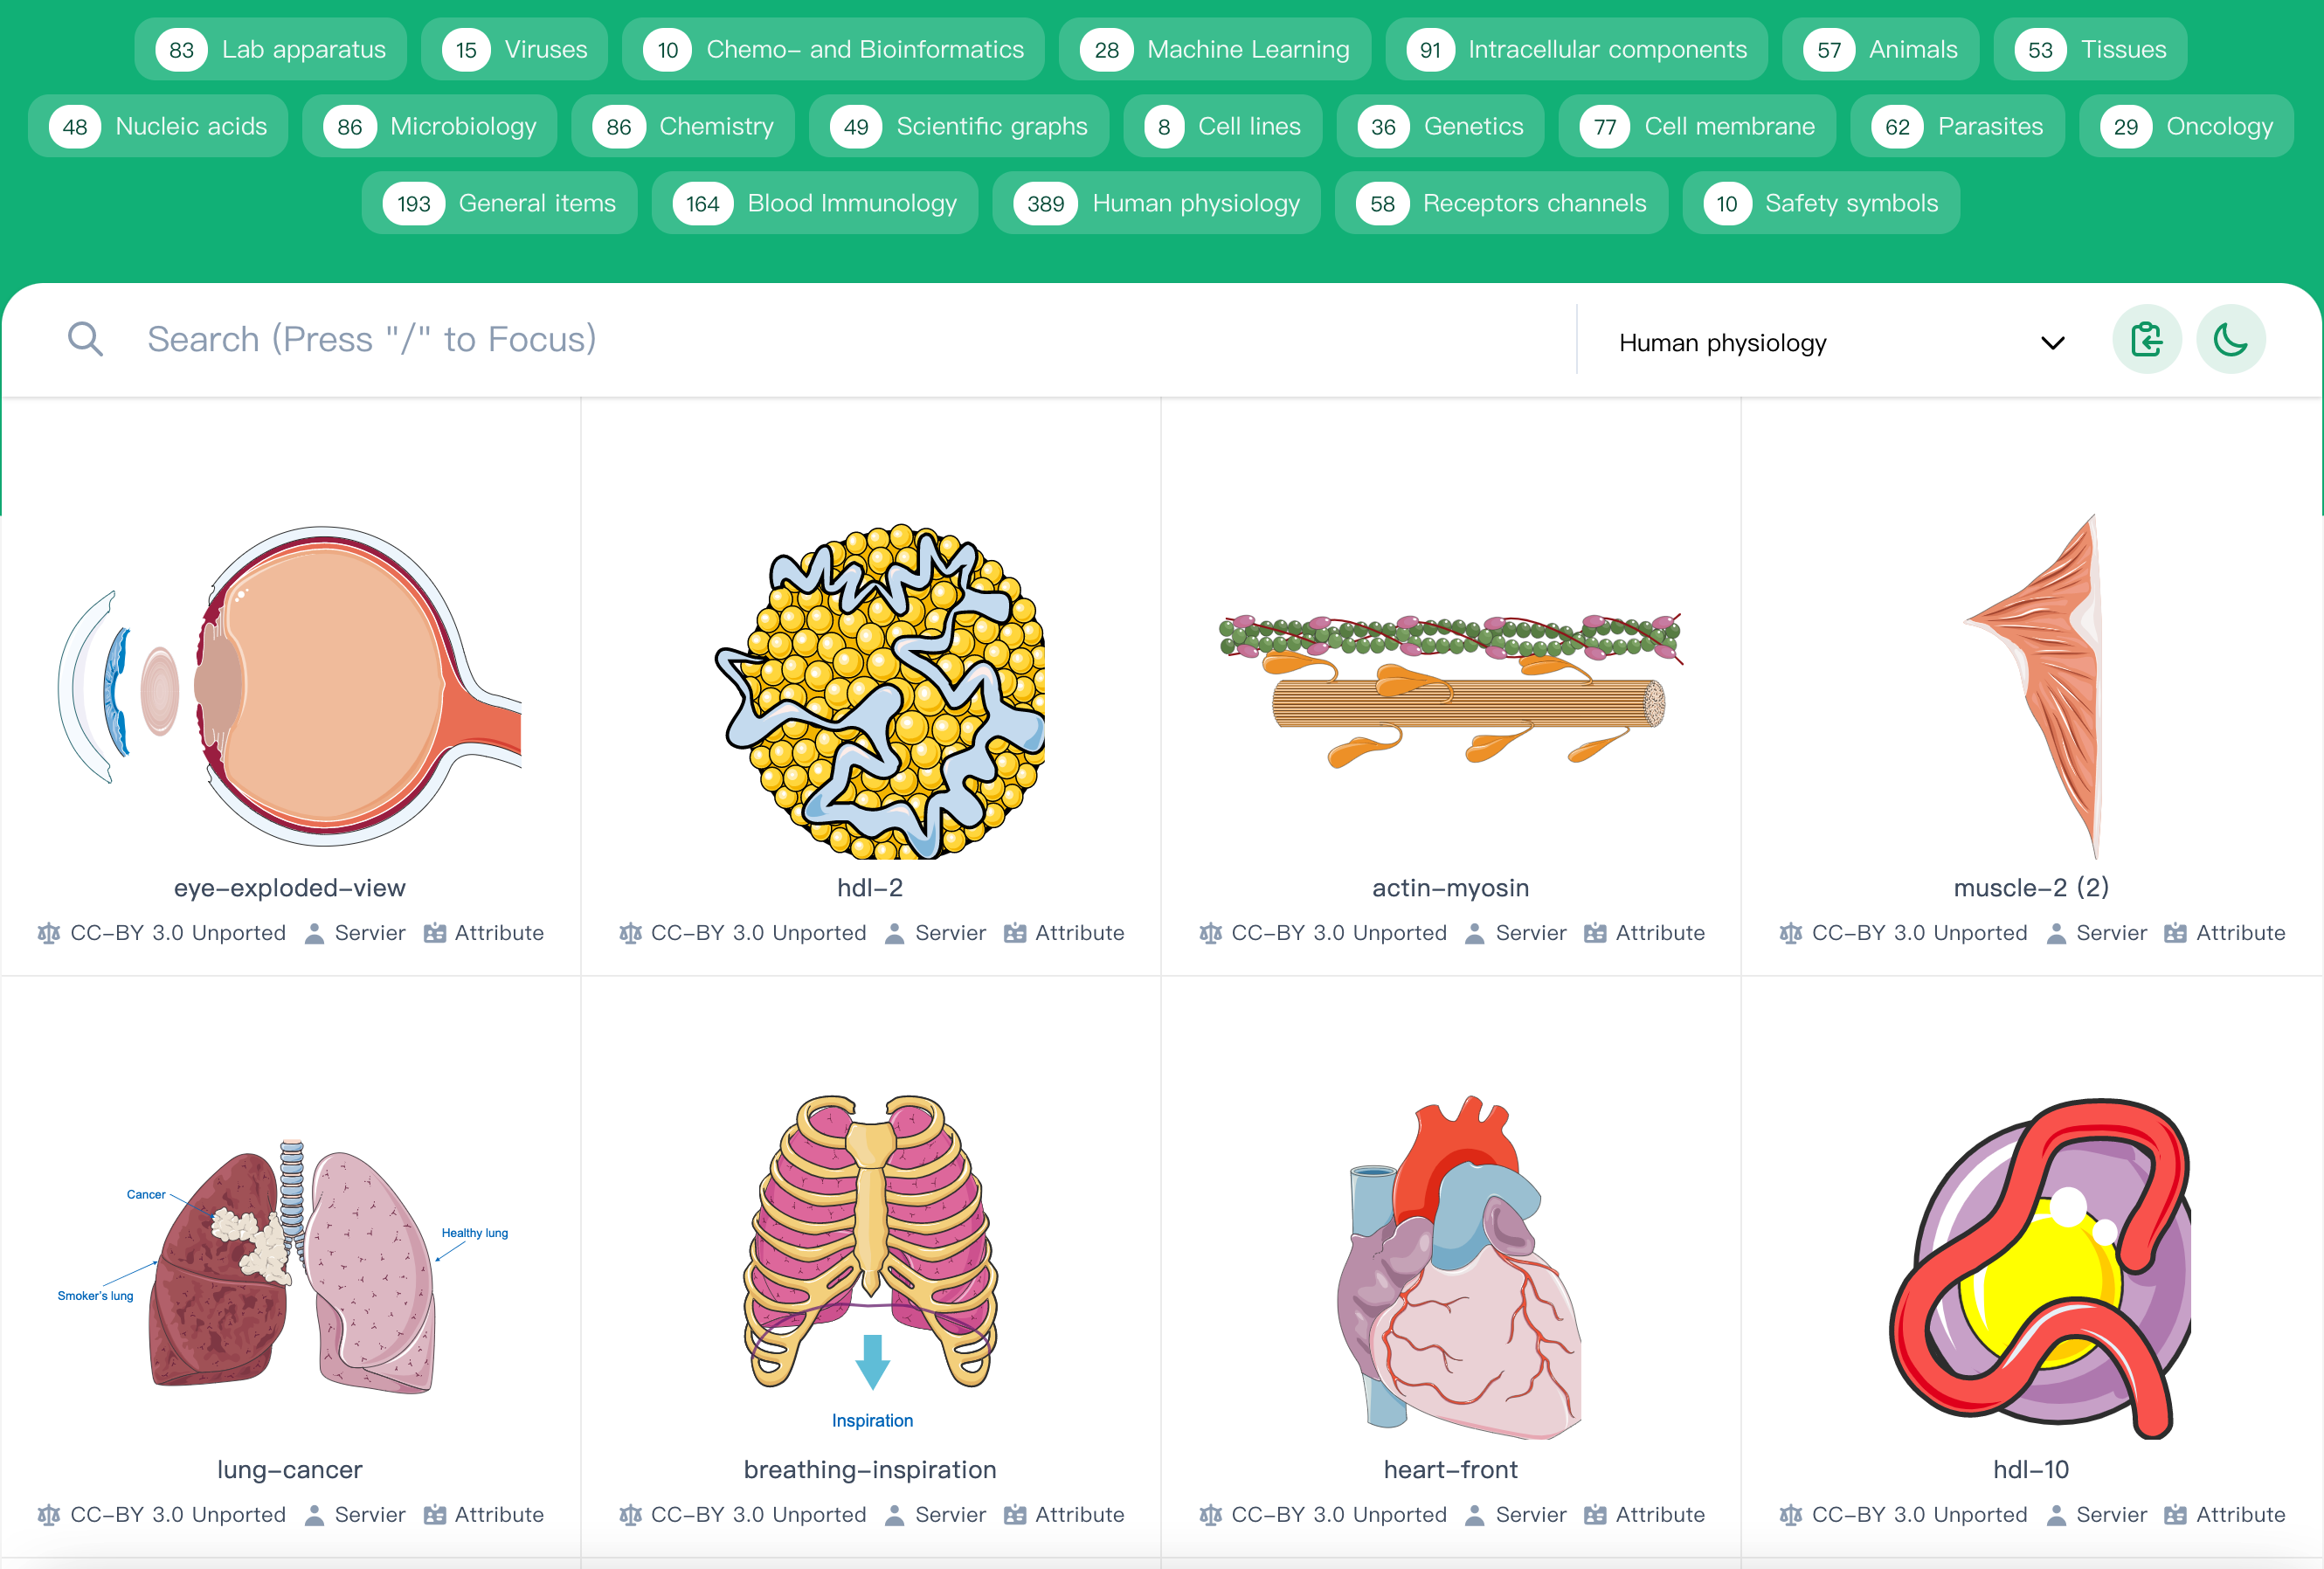 83 Lab apparatus 15 Viruses 10 Chemo- and Bioinformatics 28 Machine Learning 91 Intracellular components 57 Animals 53 Tissues
48 Nucleic acids 86 Microbiology 86 Chemistry 49 Scientific graphs 8 Cell lines 36 Genetics 77 Cell membrane 62 Parasites 29 Oncology
193 General items 164 Blood Immunology 389 Human physiology 58 Receptors channels 10 Safety symbols
Search (Press "/" to Focus) Human physiology
eye-exploded-view hdl-2 actin-myosin muscle-2 (2)
CC-BY 3.0 Unported Servier Attribute CC-BY 3.0 Unported Servier Attribute CC-BY 3.0 Unported Servier Attribute CC-BY 3.0 Unported Servier Attribute
Cancer
Healthy lung
Smoker's lung
Inspiration
lung-cancer breathing-inspiration heart-front hdl-10
CC-BY 3.0 Unported Servier Attribute CC-BY 3.0 Unported Servier Attribute CC-BY 3.0 Unported Servier Attribute CC-BY 3.0 Unported Servier Attribute